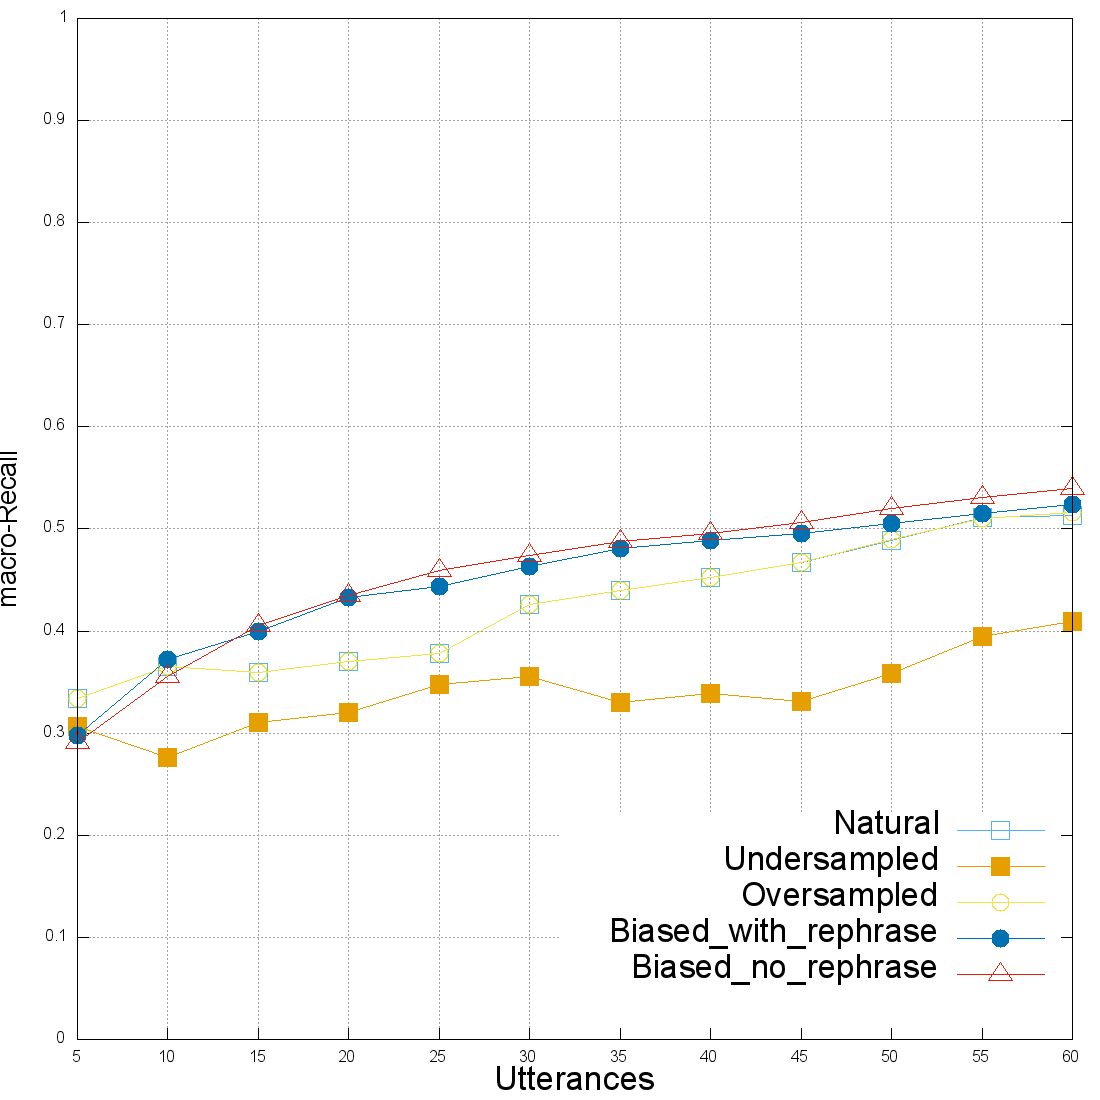 1
0.9
0.8
0.7
0.6
0.5
0.4
0.3
0.2
0.1
0
macro-Recall
Natural
Undersampled
Oversampled
Biased_with_rephrase
Biased_no_rephrase
5 10 15 20 25 30 35 40 45 50 55 60
Utterances